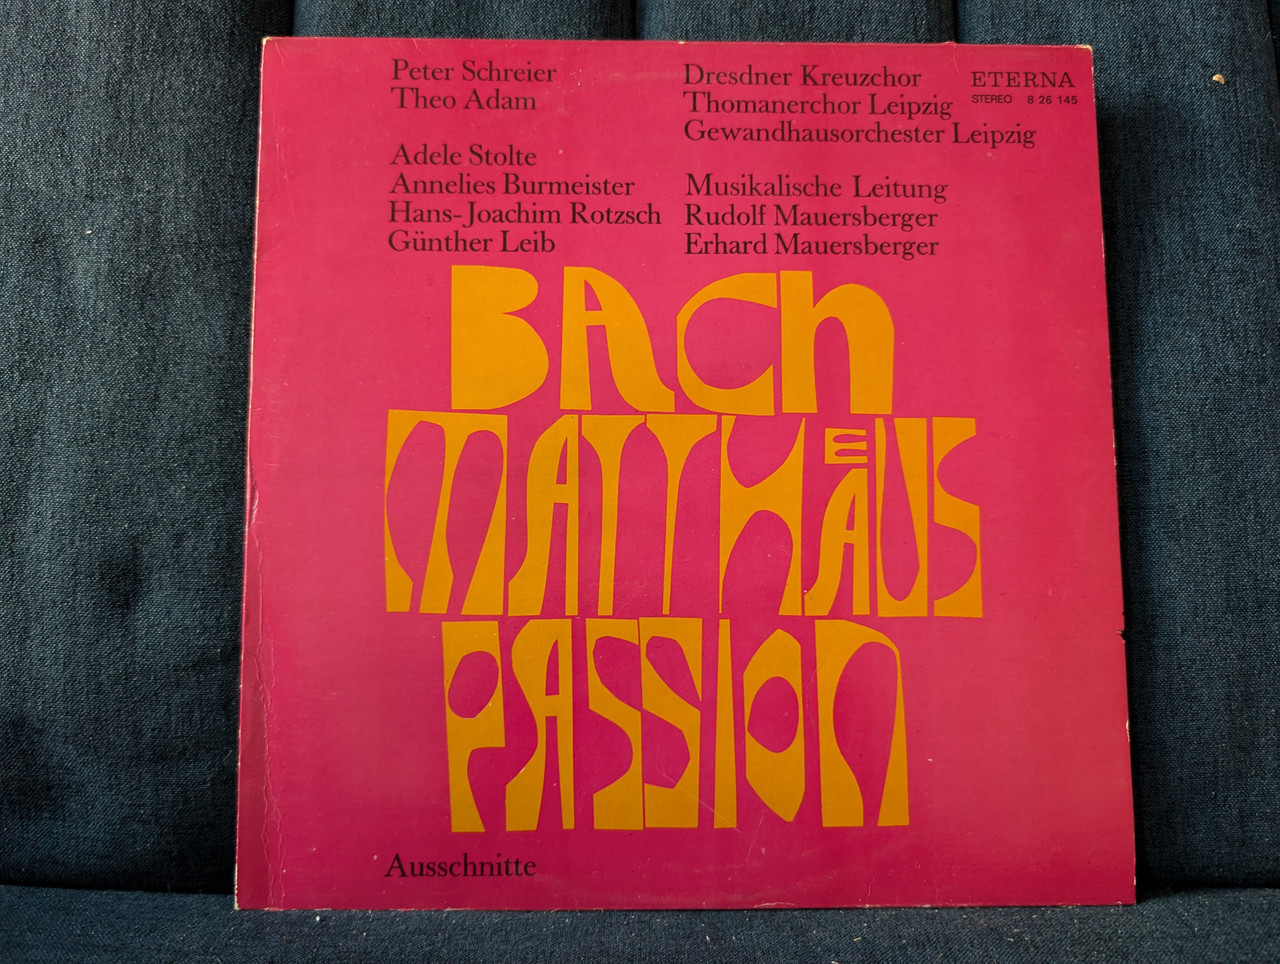 Peter Schreier
Theo Adam
Adele Stolte
Annelies Burmeister
Hans-Joachim Rotzsch
Günther Leib
Dresdner Kreuzchor
Thomanerchor Leipzig
Gewandhausorchester Leipzig
Musikalische Leitung
Rudolf Mauersberger
Erhard Mauersberger
ETERNA
STEREO 8 26 145
BACh
MATTHAEUS
PASSION
Ausschnitte